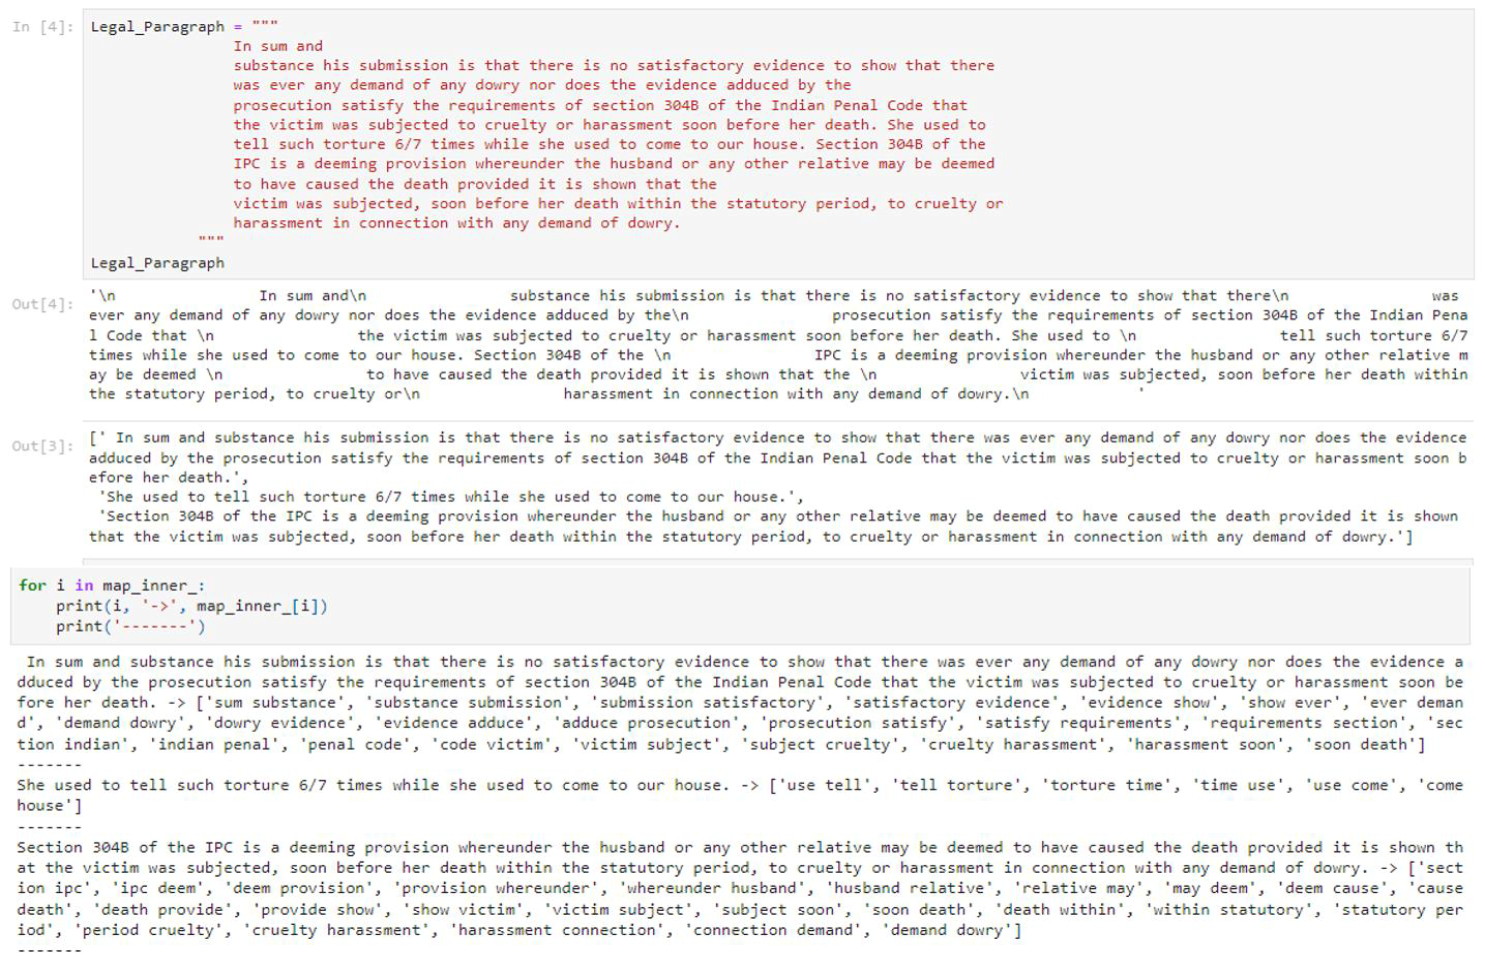 In [4]: Legal_Paragraph = """
In sum and
substance his submission is that there is no satisfactory evidence to show that there
was ever any demand of any dowry nor does the evidence adduced by the
prosecution satisfy the requirements of section 304B of the Indian Penal Code that
the victim was subjected to cruelty or harassment soon before her death. She used to
tell such torture 6/7 times while she used to come to our house. Section 304B of the
IPC is a deeming provision whereunder the husband or any other relative may be deemed
to have caused the death provided it is shown that the
victim was subjected, soon before her death within the statutory period, to cruelty or
harassment in connection with any demand of dowry.
"""
Legal_Paragraph
Out[4]: '\n In sum and\n substance his submission is that there is no satisfactory evidence to show that there\n was
ever any demand of any dowry nor does the evidence adduced by the\n prosecution satisfy the requirements of section 304B of the Indian Pena
l Code that \n the victim was subjected to cruelty or harassment soon before her death. She used to \n tell such torture 6/7
times while she used to come to our house. Section 304B of the \n IPC is a deeming provision whereunder the husband or any other relative m
ay be deemed \n to have caused the death provided it is shown that the \n victim was subjected, soon before her death within
the statutory period, to cruelty or\n harassment in connection with any demand of dowry.\n '
Out[3]: [' In sum and substance his submission is that there is no satisfactory evidence to show that there was ever any demand of any dowry nor does the evidence
adduced by the prosecution satisfy the requirements of section 304B of the Indian Penal Code that the victim was subjected to cruelty or harassment soon b
efore her death.',
'She used to tell such torture 6/7 times while she used to come to our house.',
'Section 304B of the IPC is a deeming provision whereunder the husband or any other relative may be deemed to have caused the death provided it is shown
that the victim was subjected, soon before her death within the statutory period, to cruelty or harassment in connection with any demand of dowry.']
for i in map_inner_:
print(i, '->', map_inner_[i])
print('-------')
In sum and substance his submission is that there is no satisfactory evidence to show that there was ever any demand of any dowry nor does the evidence a
dduced by the prosecution satisfy the requirements of section 304B of the Indian Penal Code that the victim was subjected to cruelty or harassment soon be
fore her death. -> ['sum substance', 'substance submission', 'submission satisfactory', 'satisfactory evidence', 'evidence show', 'show ever', 'ever deman
d', 'demand dowry', 'dowry evidence', 'evidence adduce', 'adduce prosecution', 'prosecution satisfy', 'satisfy requirements', 'requirements section', 'sec
tion indian', 'indian penal', 'penal code', 'code victim', 'victim subject', 'subject cruelty', 'cruelty harassment', 'harassment soon', 'soon death']
-------
She used to tell such torture 6/7 times while she used to come to our house. -> ['use tell', 'tell torture', 'torture time', 'time use', 'use come', 'come
house']
-------
Section 304B of the IPC is a deeming provision whereunder the husband or any other relative may be deemed to have caused the death provided it is shown th
at the victim was subjected, soon before her death within the statutory period, to cruelty or harassment in connection with any demand of dowry. -> ['sect
ion ipc', 'ipc deem', 'deem provision', 'provision whereunder', 'whereunder husband', 'husband relative', 'relative may', 'may deem', 'deem cause', 'cause
death', 'death provide', 'provide show', 'show victim', 'victim subject', 'subject soon', 'soon death', 'death within', 'within statutory', 'statutory per
iod', 'period cruelty', 'cruelty harassment', 'harassment connection', 'connection demand', 'demand dowry']
-------